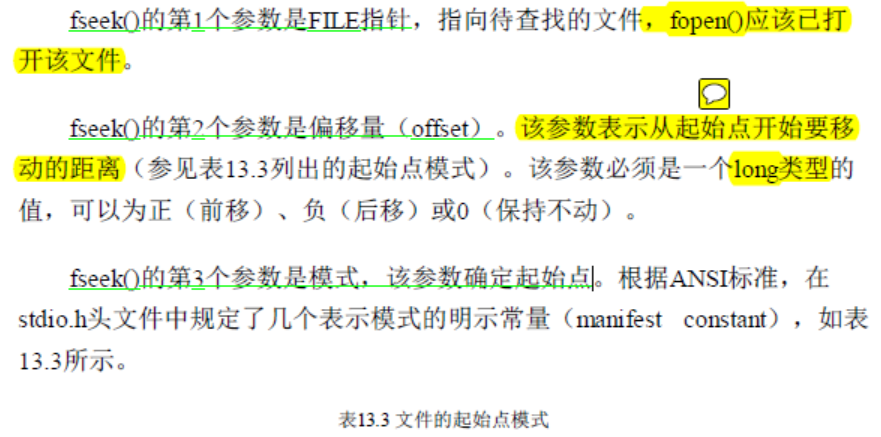 fseek()的第1个参数是FILE指针，指向待查找的文件，fopen()应该已打
开该文件。
fseek()的第2个参数是偏移量（offset）。该参数表示从起始点开始要移
动的距离（参见表13.3列出的起始点模式）。该参数必须是一个long类型的
值，可以为正（前移）、负（后移）或0（保持不动）。
fseek()的第3个参数是模式，该参数确定起始点。根据ANSI标准，在
stdio.h头文件中规定了几个表示模式的明示常量（manifest constant），如表
13.3所示。
表13.3 文件的起始点模式